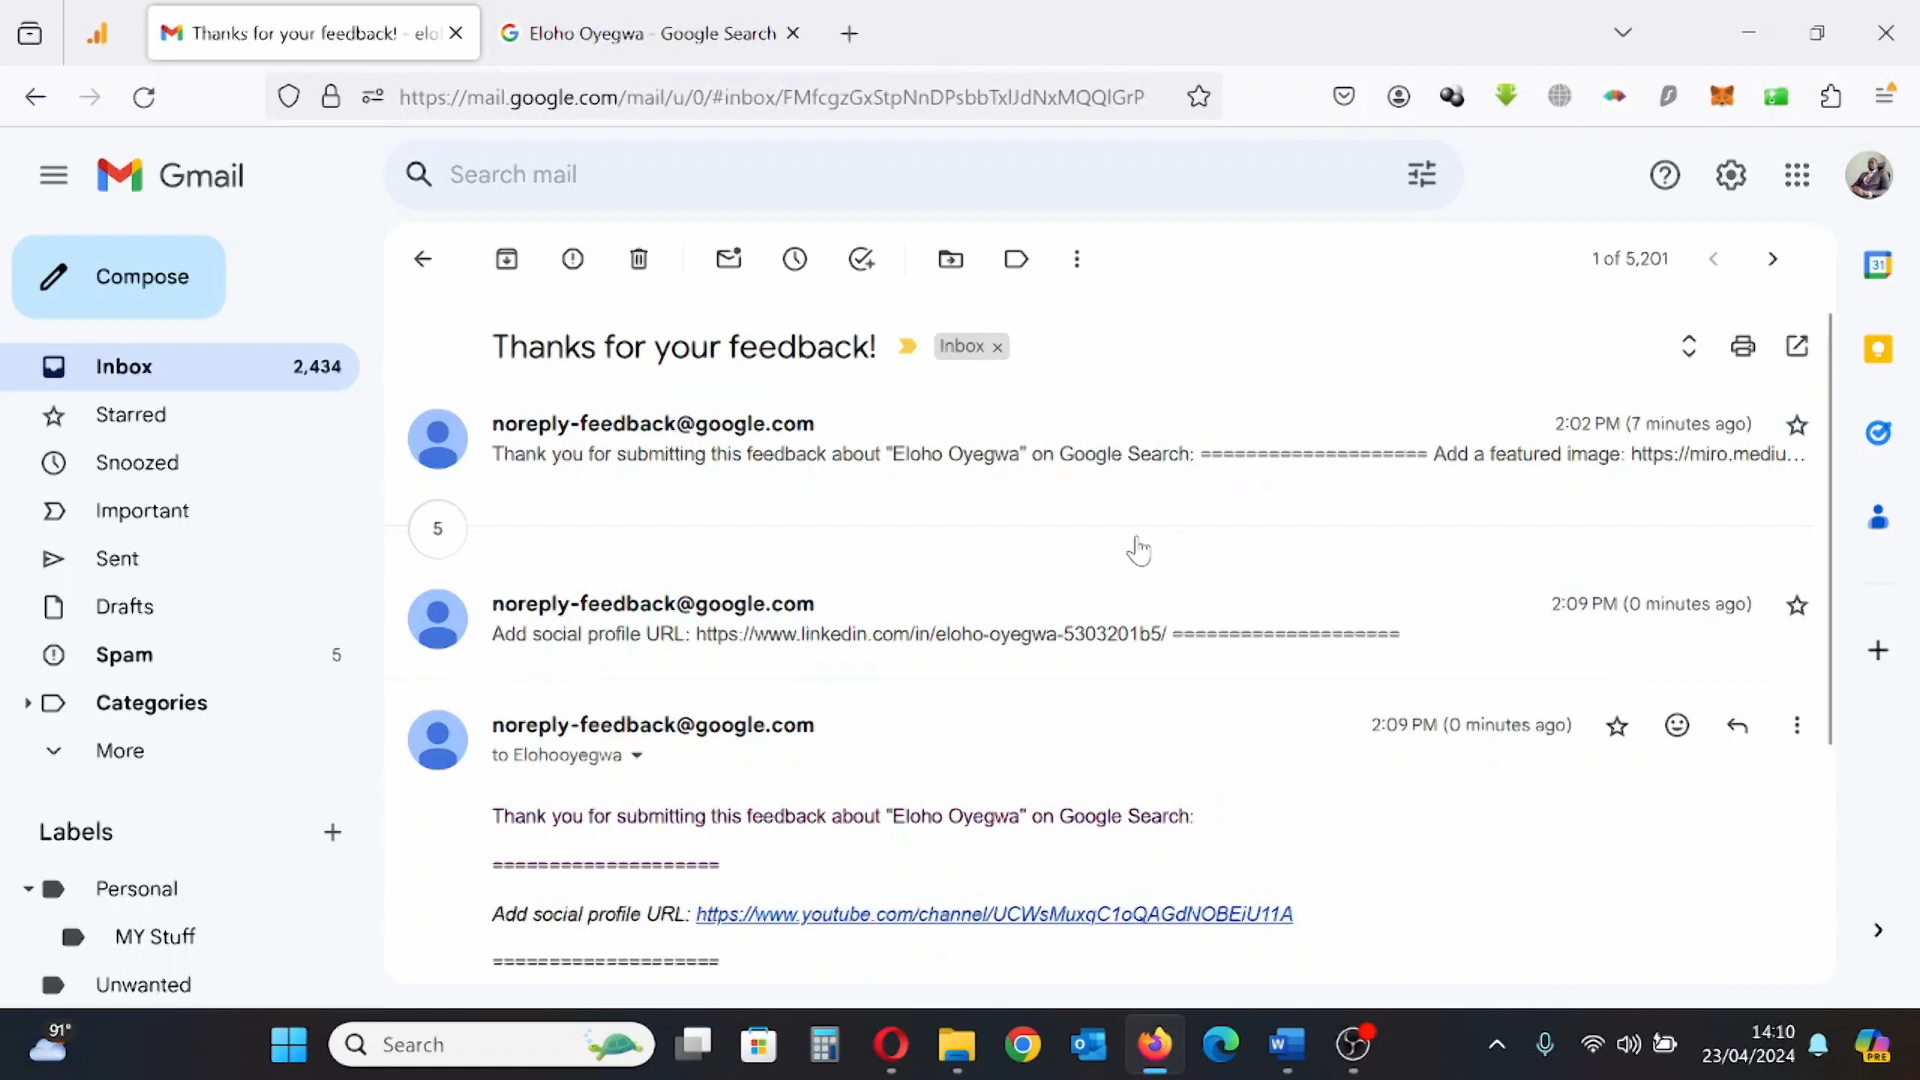 Thanks for your feedback! - elo
Eloho Oyegwa - Google Search
https://mail.google.com/mail/u/0/#inbox/FMfcgzGxStpNnDPsbbTxlJdNxMQQlGrP
Gmail
Search mail
Compose
1 of 5,201
Inbox 2,434
Starred
Snoozed
Important
Sent
Drafts
Spam 5
Categories
More
Labels
Personal
MY Stuff
Unwanted
Thanks for your feedback! Inbox x
noreply-feedback@google.com 2:02 PM (7 minutes ago)
Thank you for submitting this feedback about "Eloho Oyegwa" on Google Search: ==================== Add a featured image: https://miro.mediu...
5
noreply-feedback@google.com 2:09 PM (0 minutes ago)
Add social profile URL: https://www.linkedin.com/in/eloho-oyegwa-5303201b5/ ====================
noreply-feedback@google.com 2:09 PM (0 minutes ago)
to Elohooyegwa
Thank you for submitting this feedback about "Eloho Oyegwa" on Google Search:
====================
Add social profile URL: https://www.youtube.com/channel/UCWsMuxqC1oQAGdNOBEiU11A
====================
31
91°
Search
14:10
23/04/2024
PRE